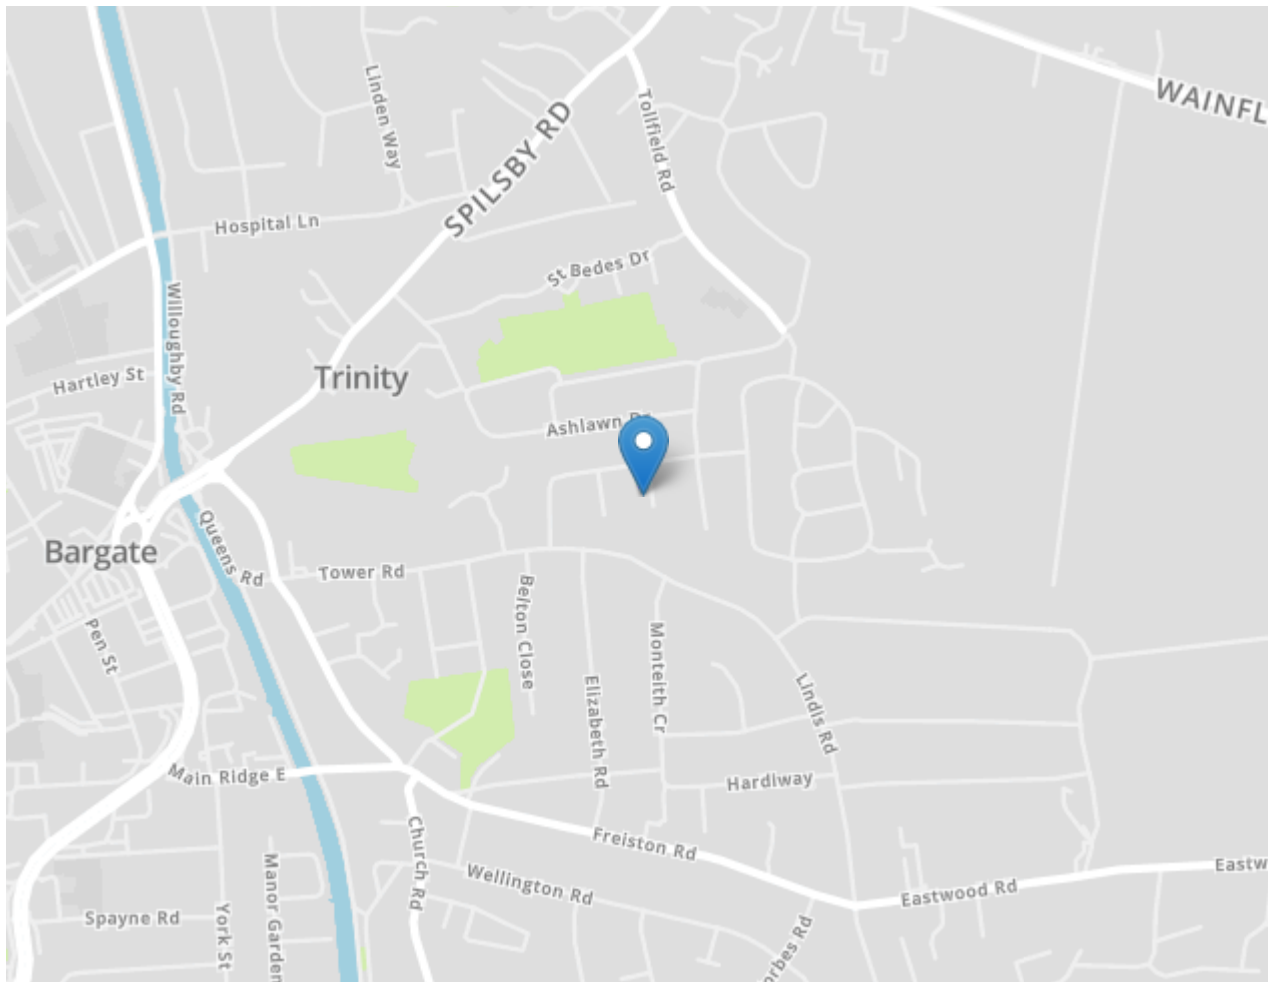 WAINFL
Linden Way
Tollfield Rd
SPILSBY RD
Hospital Ln
St Bedes Dr
Willoughby Rd
Hartley St
Trinity
Ashlawn Dr
Bargate
Queens Rd
Tower Rd
Belton Close
Pen St
Monteith Cr
Elizabeth Rd
Lindis Rd
Main Ridge E
Hardiway
Church Rd
Freiston Rd
Wellington Rd
Eastwood Rd
Eastw
Manor Garden
Spayne Rd
York St
orbes Rd